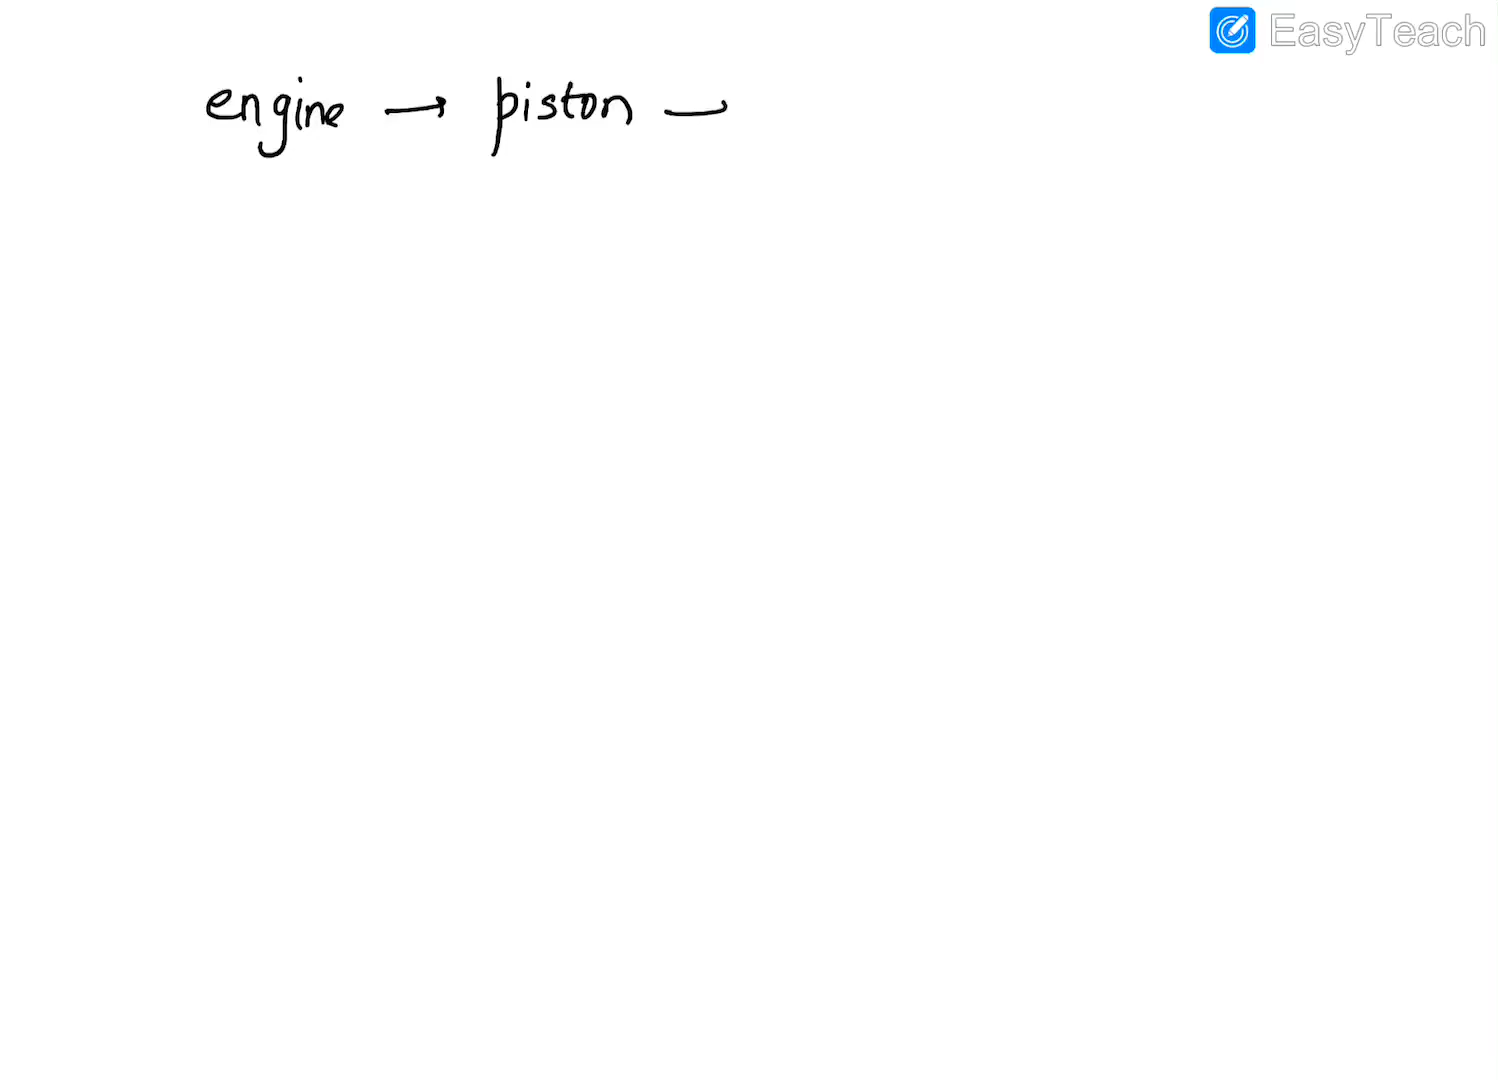 EasyTeach
engine → piston —